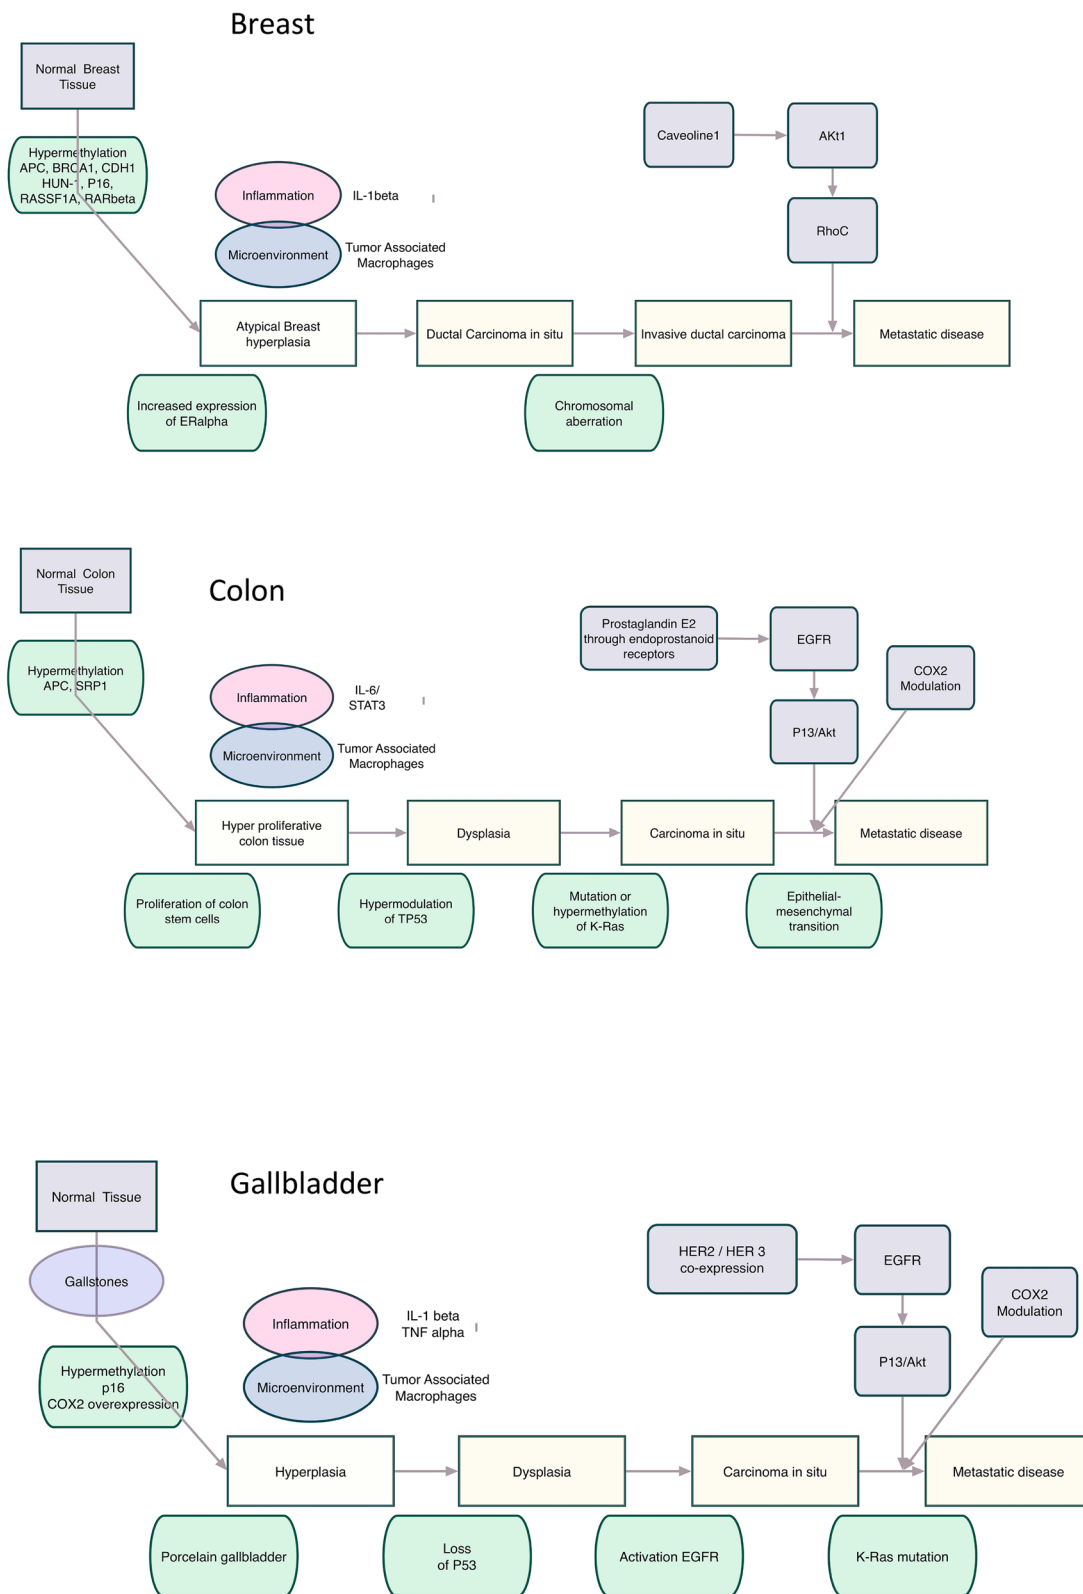 Breast
Normal Breast
Tissue
Hypermethylation
APC, BRCA1, CDH1
HUN-1, P16,
RASSF1A, RARbeta
Inflammation
IL-1beta
Microenvironment
Tumor Associated
Macrophages
Caveoline1
AKt1
RhoC
Atypical Breast
hyperplasia
Ductal Carcinoma in situ
Invasive ductal carcinoma
Metastatic disease
Increased expression
of ERalpha
Chromosomal
aberration
Colon
Normal Colon
Tissue
Hypermethylation
APC, SRP1
Inflammation
IL-6/
STAT3
Microenvironment
Tumor Associated
Macrophages
Prostaglandin E2
through endoprostanoid
receptors
EGFR
COX2
Modulation
P13/Akt
Hyper proliferative
colon tissue
Dysplasia
Carcinoma in situ
Metastatic disease
Proliferation of colon
stem cells
Hypermodulation
of TP53
Mutation or
hypermethylation
of K-Ras
Epithelial-
mesenchymal
transition
Gallbladder
Normal Tissue
Gallstones
Hypermethylation
p16
COX2 overexpression
Inflammation
IL-1 beta
TNF alpha
Microenvironment
Tumor Associated
Macrophages
HER2 / HER 3
co-expression
EGFR
COX2
Modulation
P13/Akt
Hyperplasia
Dysplasia
Carcinoma in situ
Metastatic disease
Porcelain gallbladder
Loss
of P53
Activation EGFR
K-Ras mutation